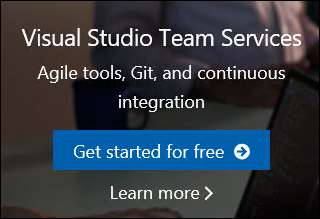 Visual Studio Team Services
Agile tools, Git, and continuous
integration
Get started for free
Learn more